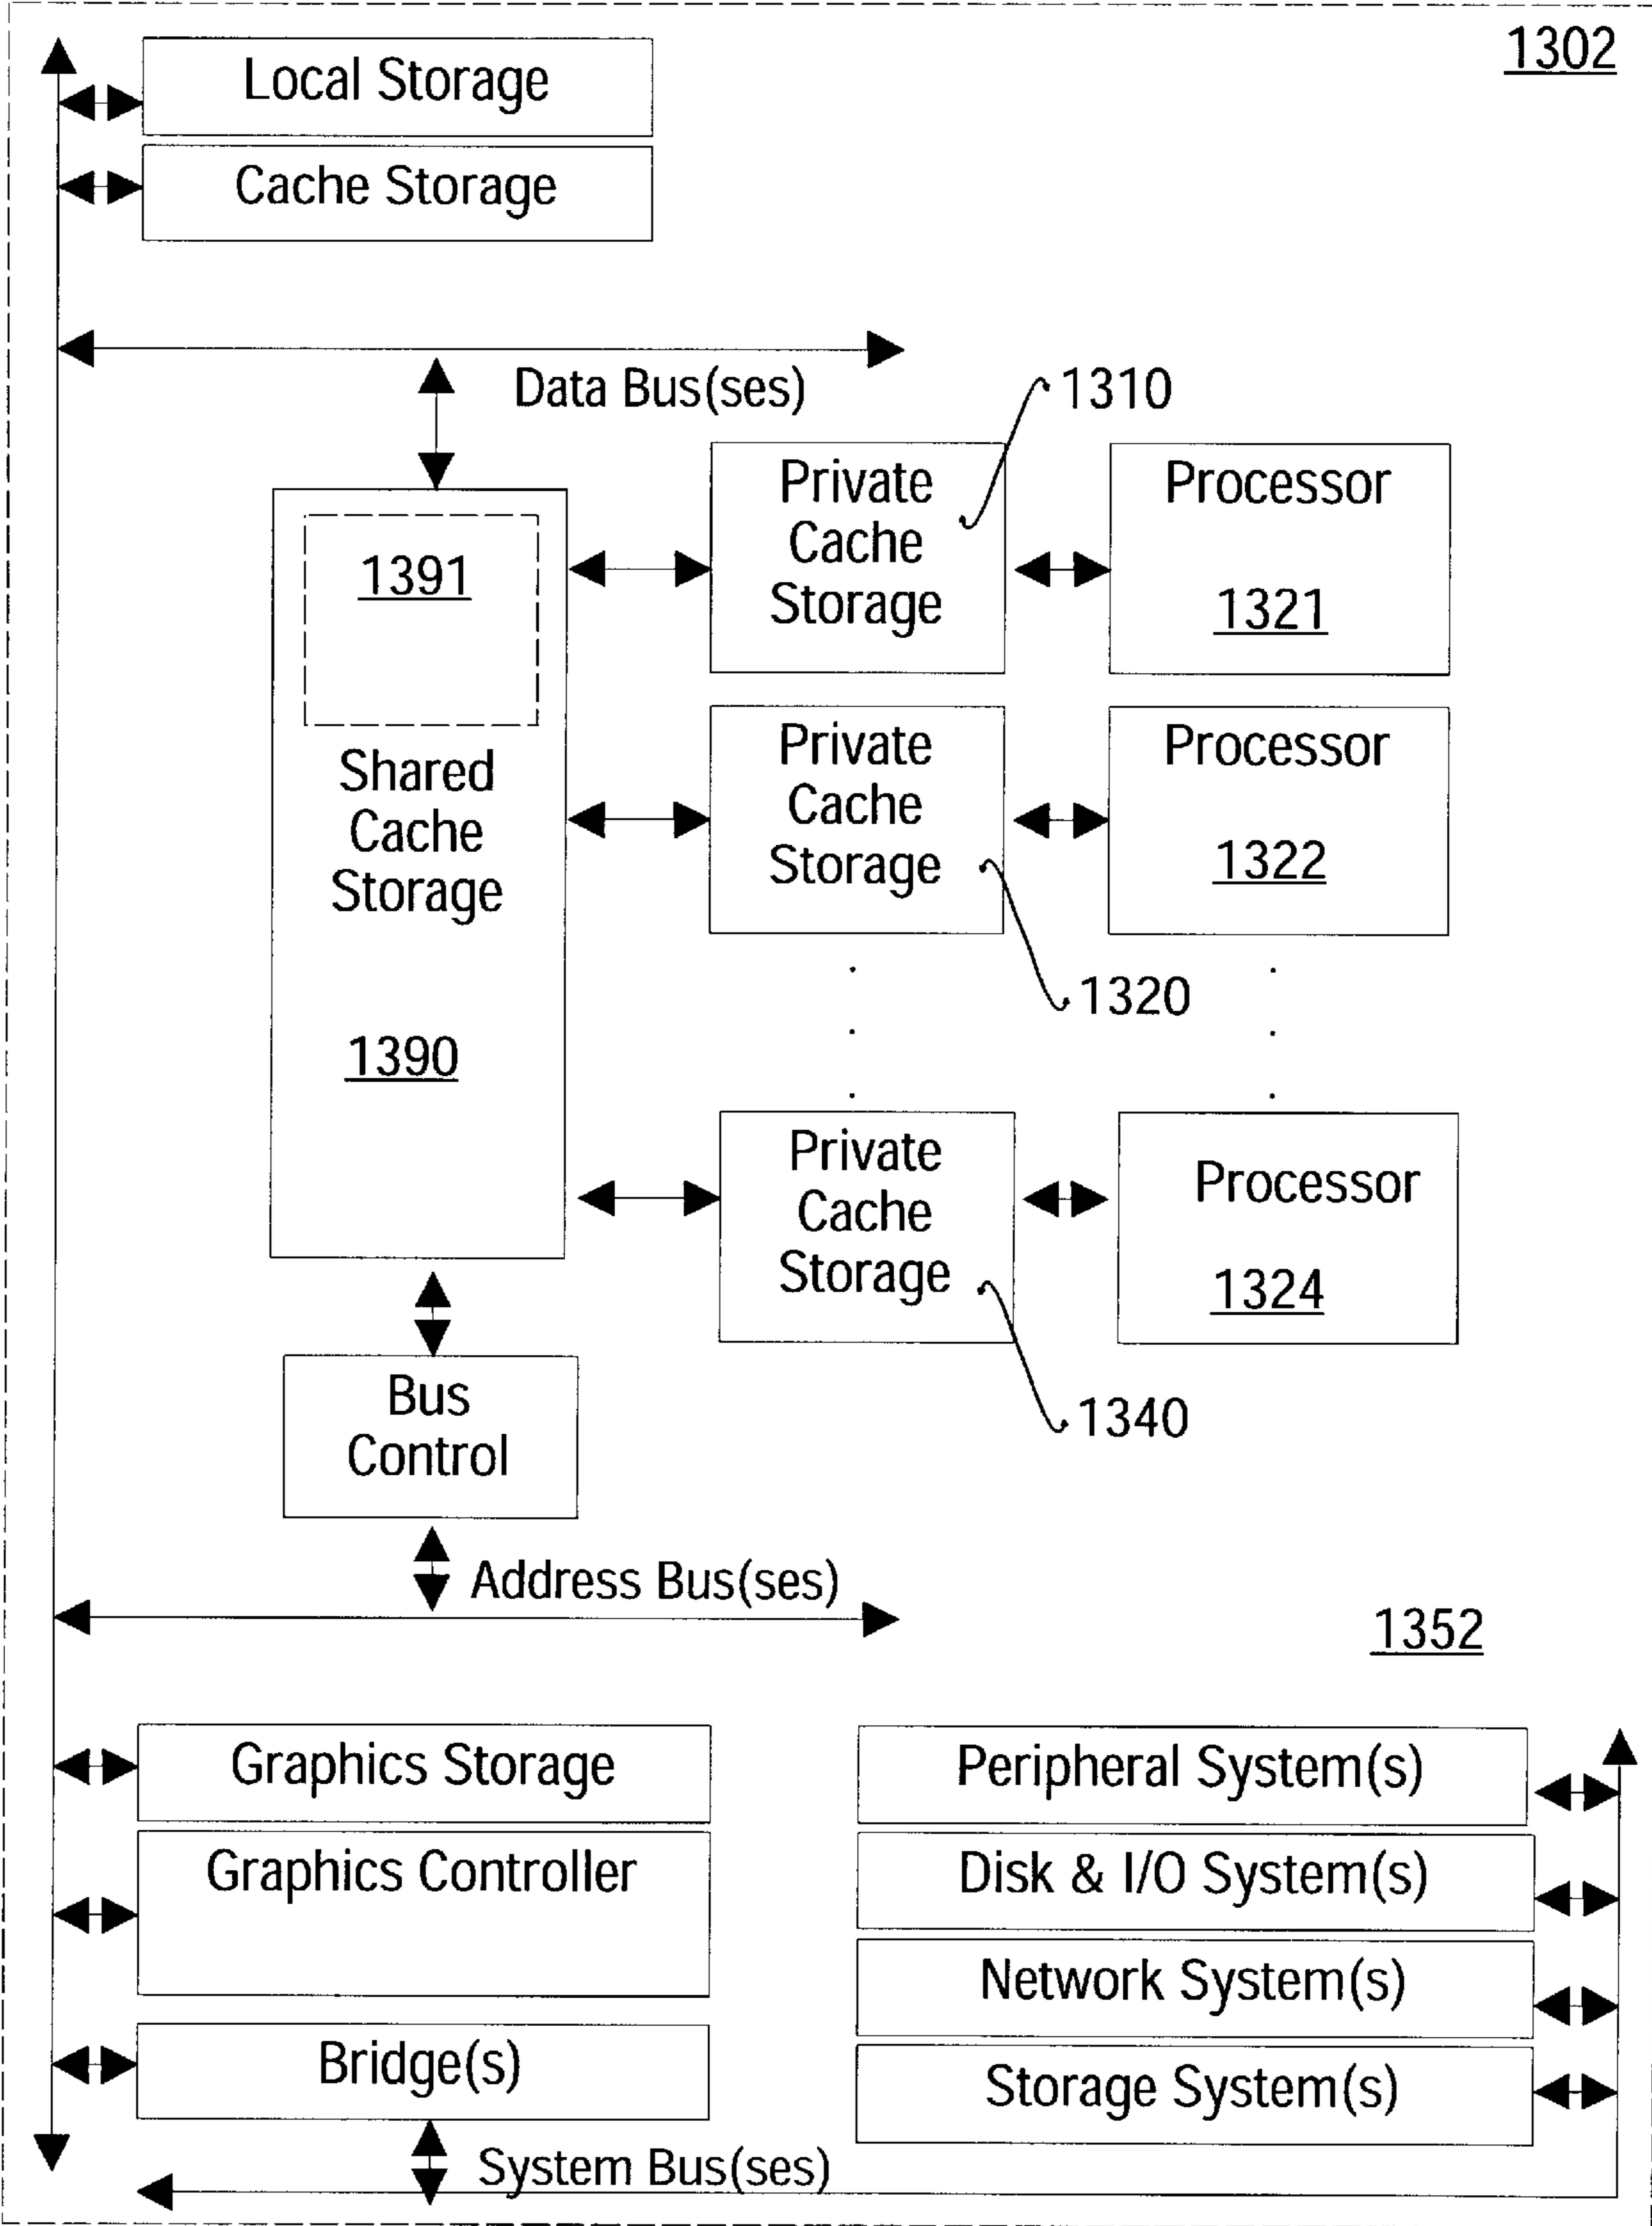 1302
Local Storage
Cache Storage
Data Bus(ses)
1310
Private
Cache
Storage
Processor
1321
1391
Shared
Cache
Storage
1390
Private
Cache
Storage
Processor
1322
1320
Private
Cache
Storage
Processor
1324
1340
Bus
Control
Address Bus(ses)
1352
Graphics Storage
Graphics Controller
Bridge(s)
Peripheral System(s)
Disk & I/O System(s)
Network System(s)
Storage System(s)
System Bus(ses)